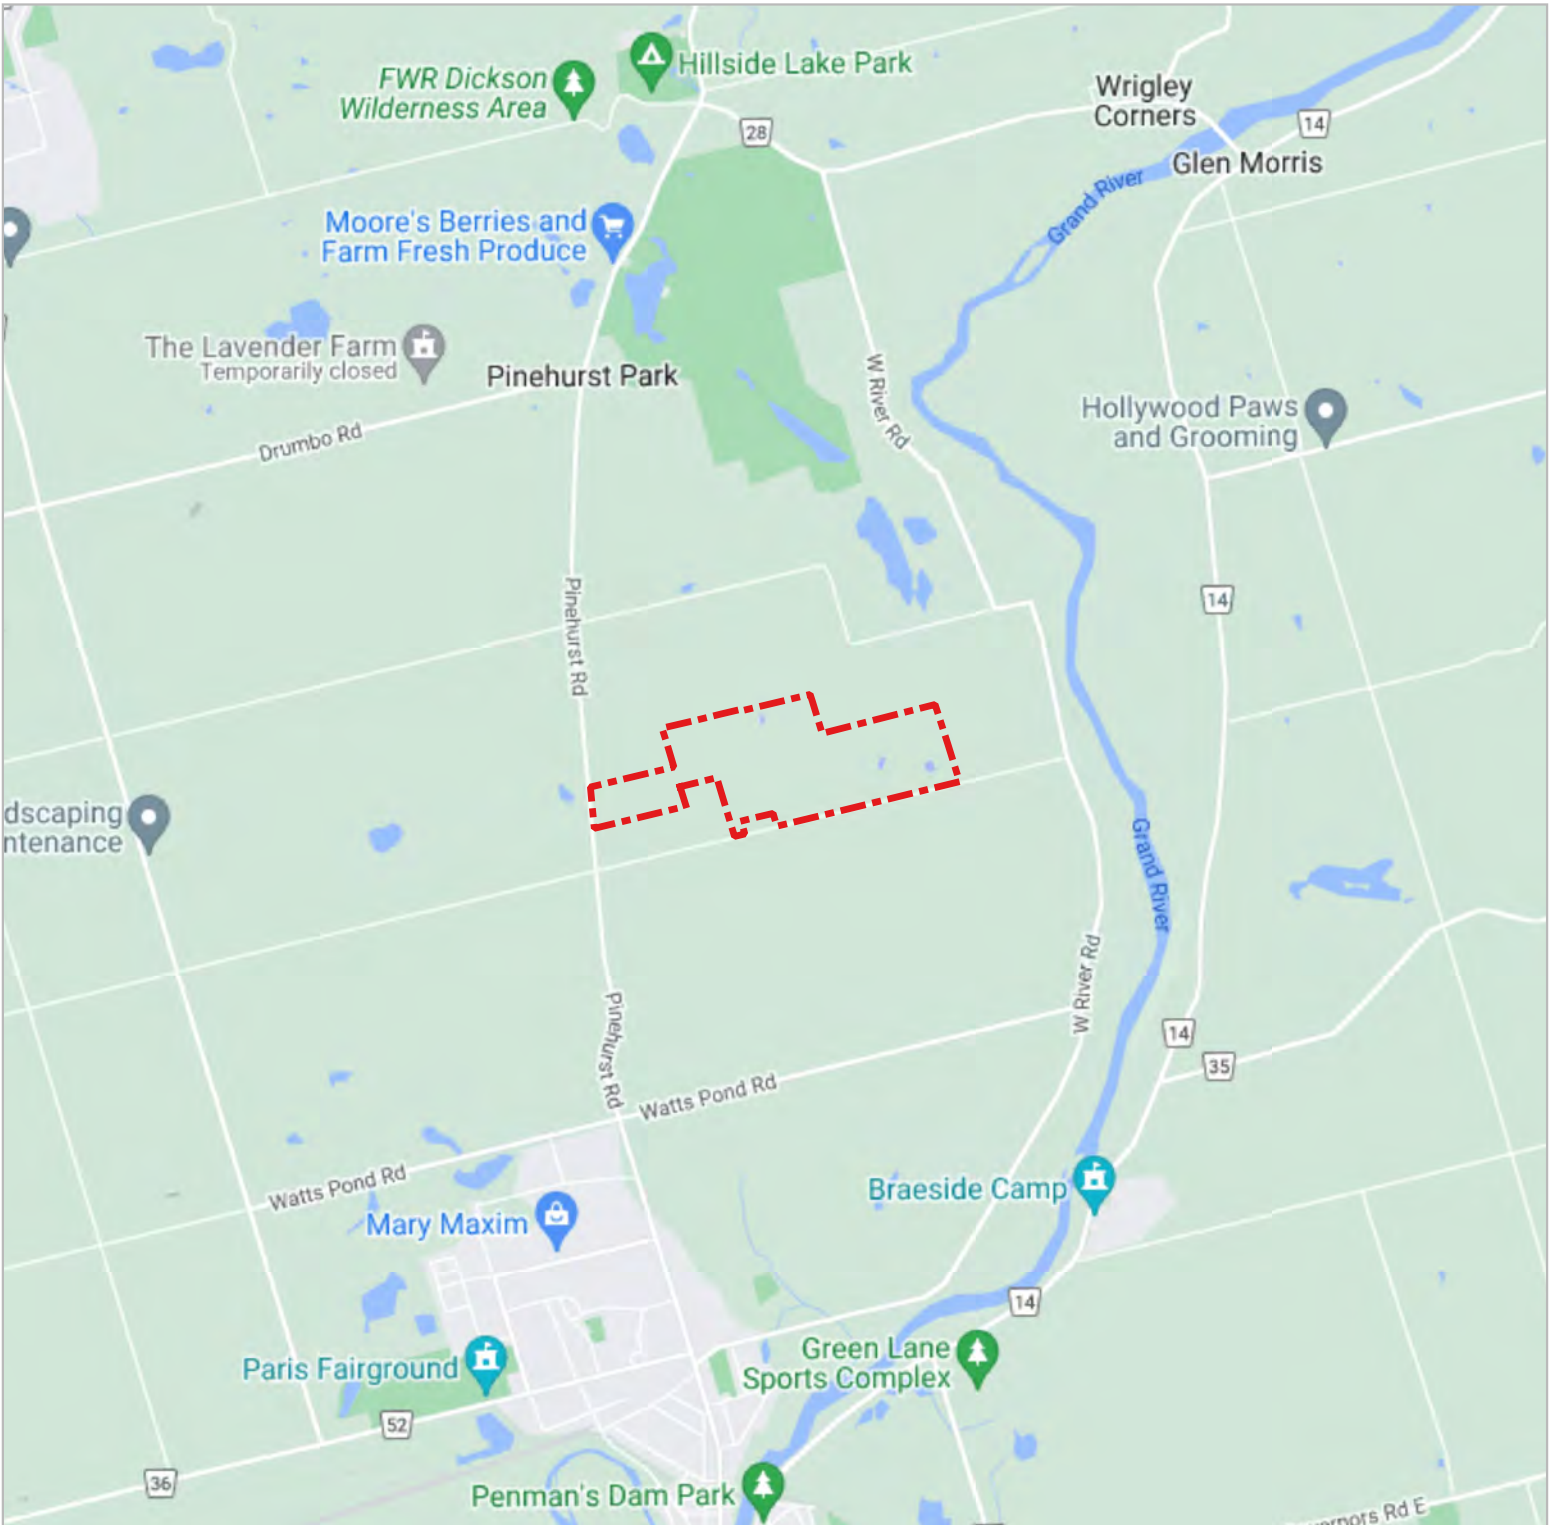 FWR Dickson
Wilderness Area
Hillside Lake Park
28
Wrigley
Corners
14
Glen Morris
Grand River
Moore's Berries and
Farm Fresh Produce
The Lavender Farm
Temporarily closed
Pinehurst Park
W River Rd
Drumbo Rd
Hollywood Paws
and Grooming
Pinehurst Rd
14
dscaping
ntenance
Grand River
W River Rd
Pinehurst Rd
14
35
Watts Pond Rd
Watts Pond Rd
Braeside Camp
Mary Maxim
14
Green Lane
Sports Complex
Paris Fairground
52
36
Penman's Dam Park
ernors Rd E